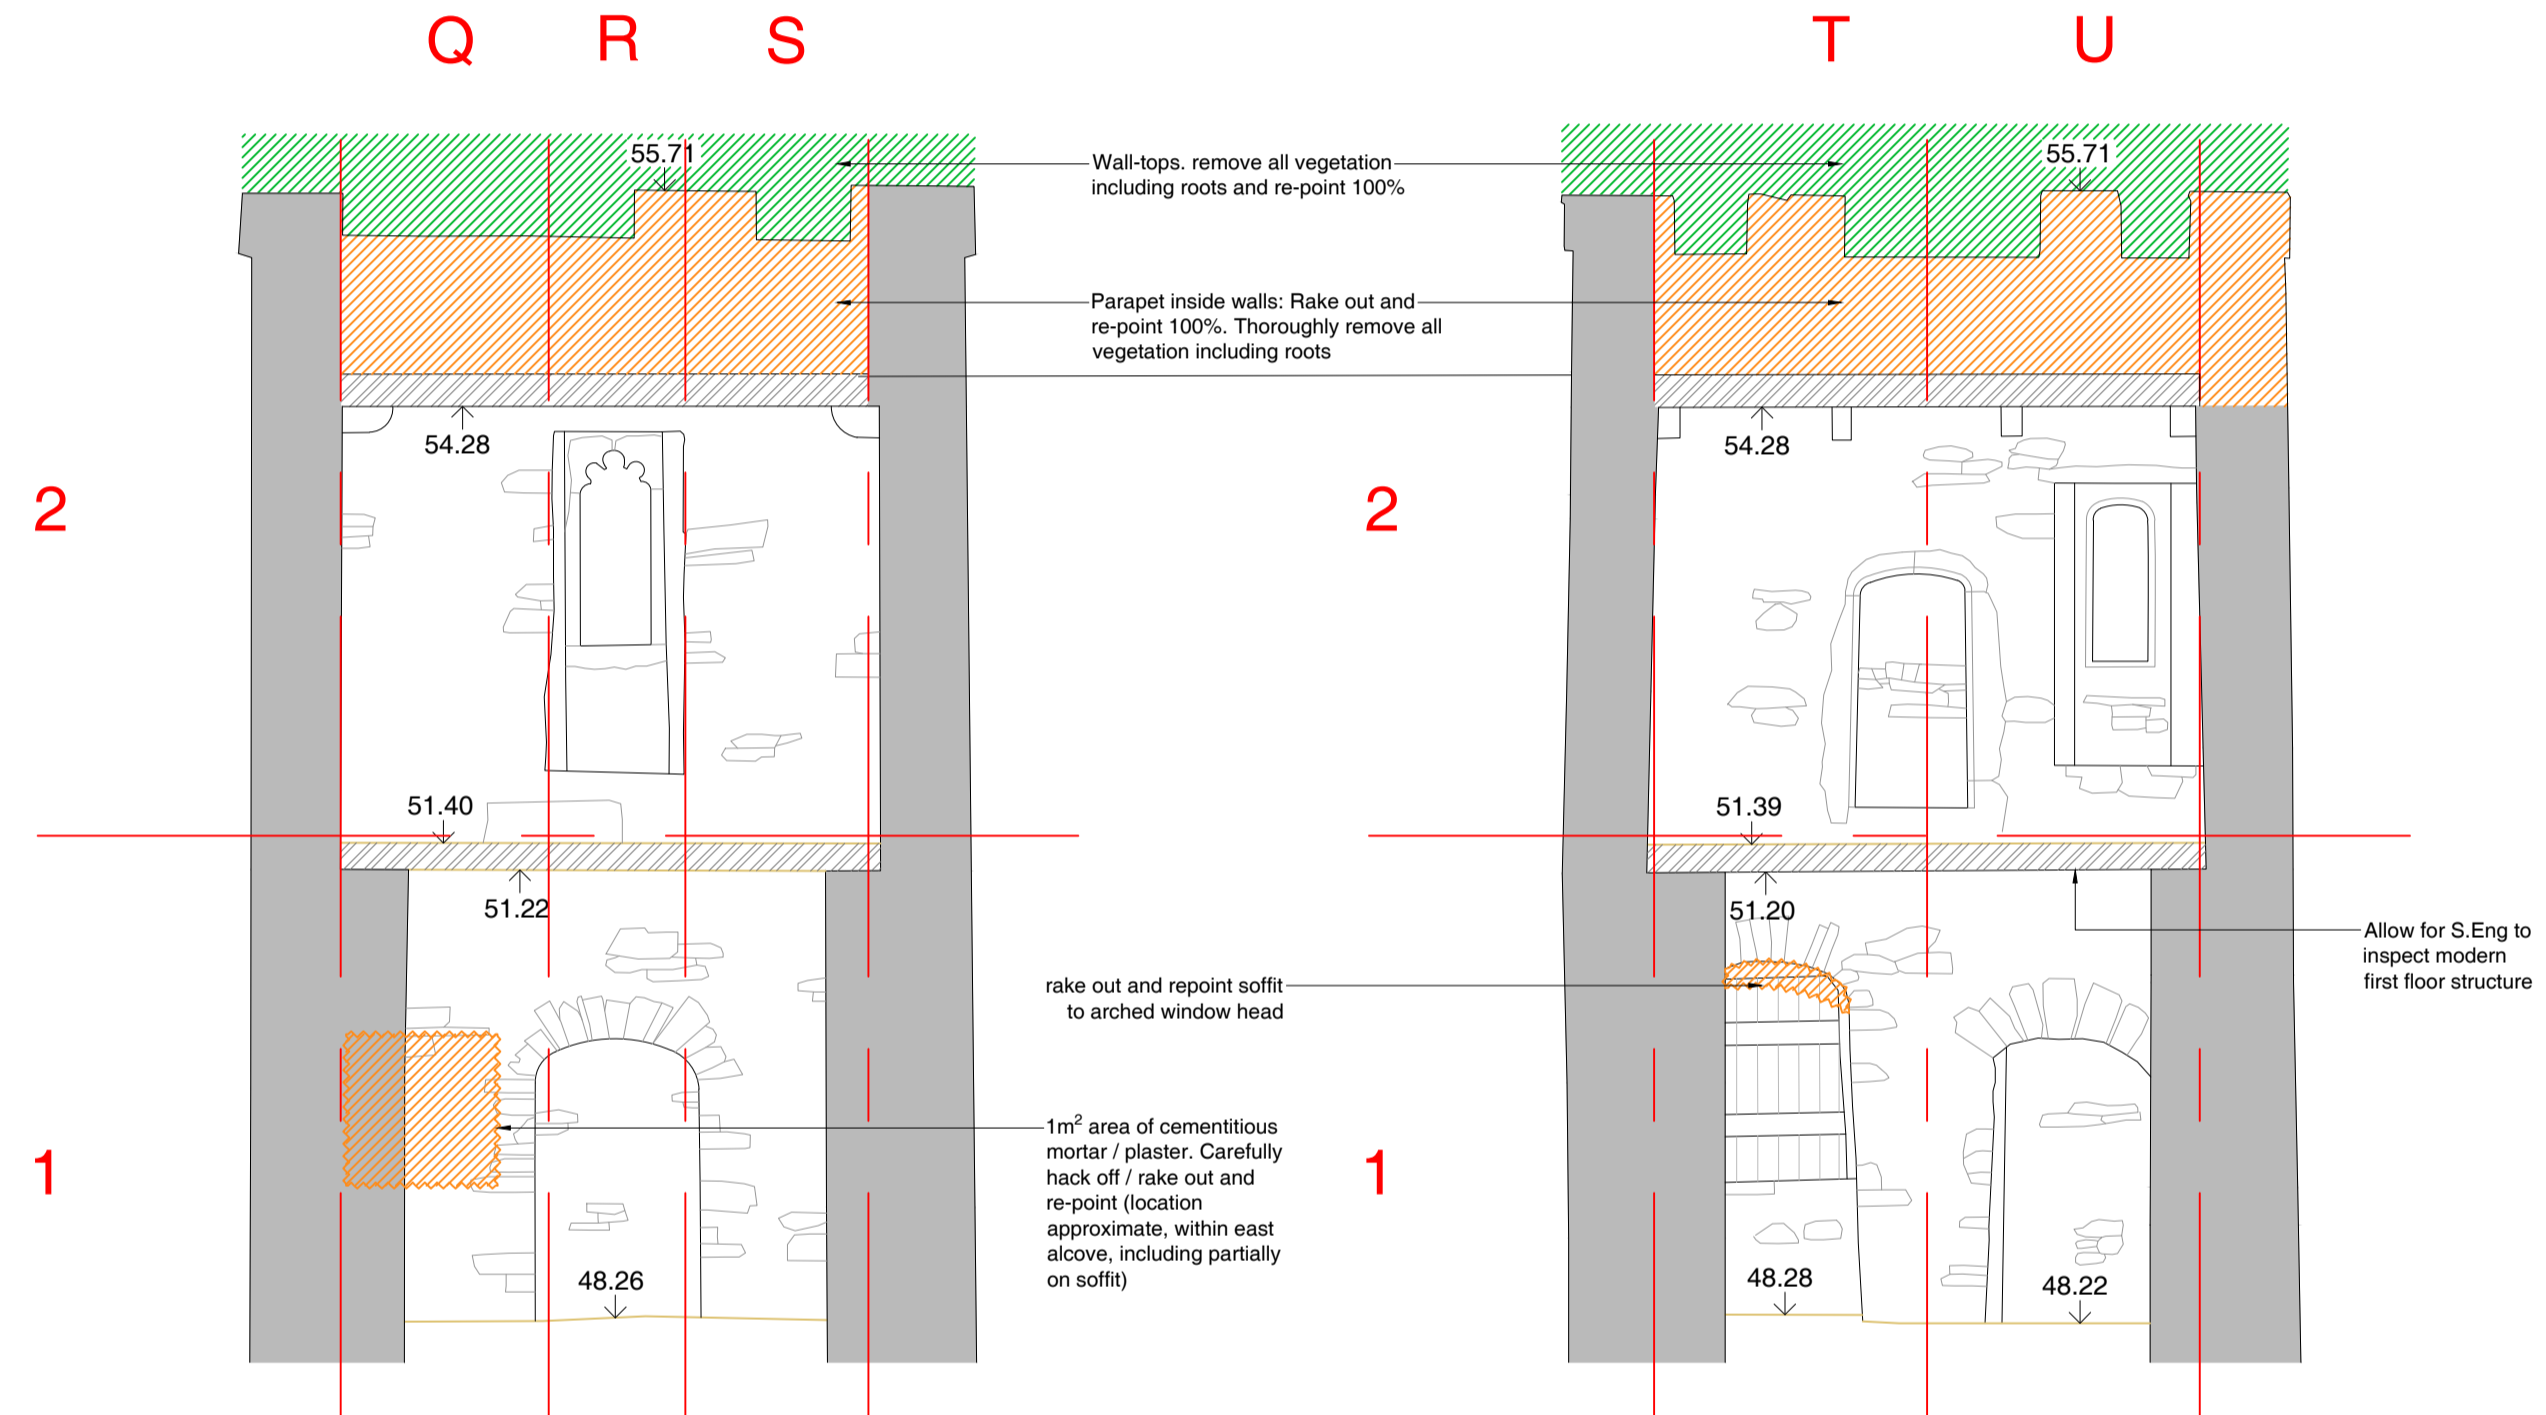 Q R S T U
55.71
55.71
Wall-tops. remove all vegetation
including roots and re-point 100%
Parapet inside walls: Rake out and
re-point 100%. Thoroughly remove all
vegetation including roots
54.28
54.28
2
2
51.40
51.39
51.22
51.20
Allow for S.Eng to
inspect modern
first floor structure
rake out and repoint soffit
to arched window head
1m² area of cementitious
mortar / plaster. Carefully
hack off / rake out and
re-point (location
approximate, within east
alcove, including partially
on soffit)
1
1
48.26
48.28
48.22